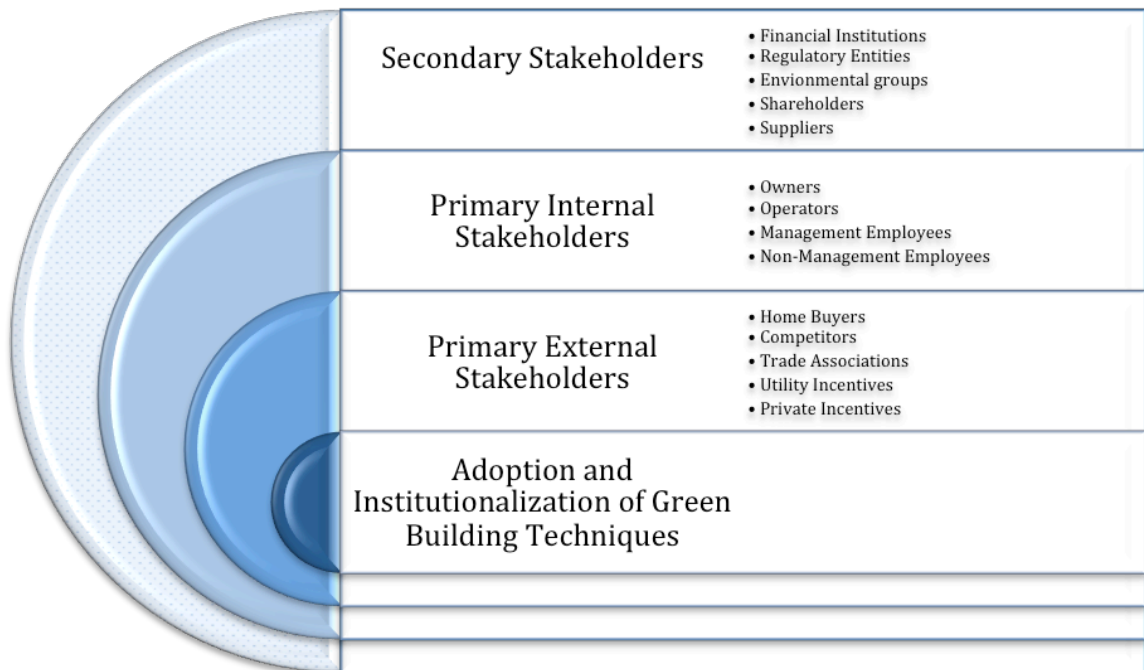 Secondary Stakeholders
• Financial Institutions
• Regulatory Entities
• Envionmental groups
• Shareholders
• Suppliers
Primary Internal
Stakeholders
• Owners
• Operators
• Management Employees
• Non-Management Employees
Primary External
Stakeholders
• Home Buyers
• Competitors
• Trade Associations
• Utility Incentives
• Private Incentives
Adoption and
Institutionalization of Green
Building Techniques